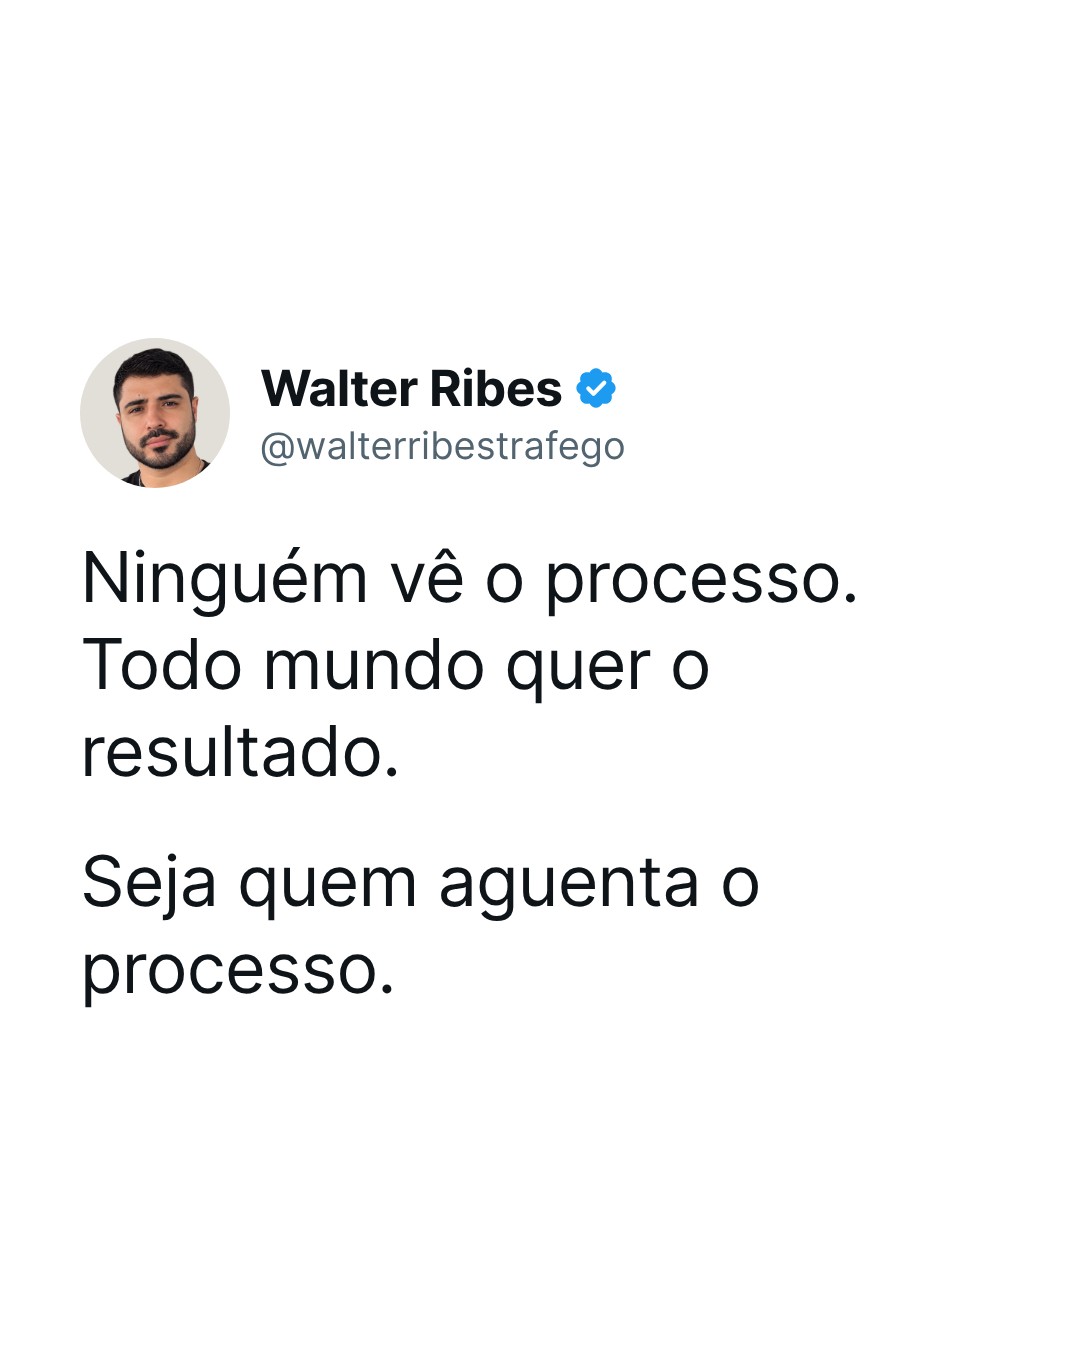 Walter Ribes
@walterribestrafego
Ninguém vê o processo.
Todo mundo quer o
resultado.
Seja quem aguenta o
processo.